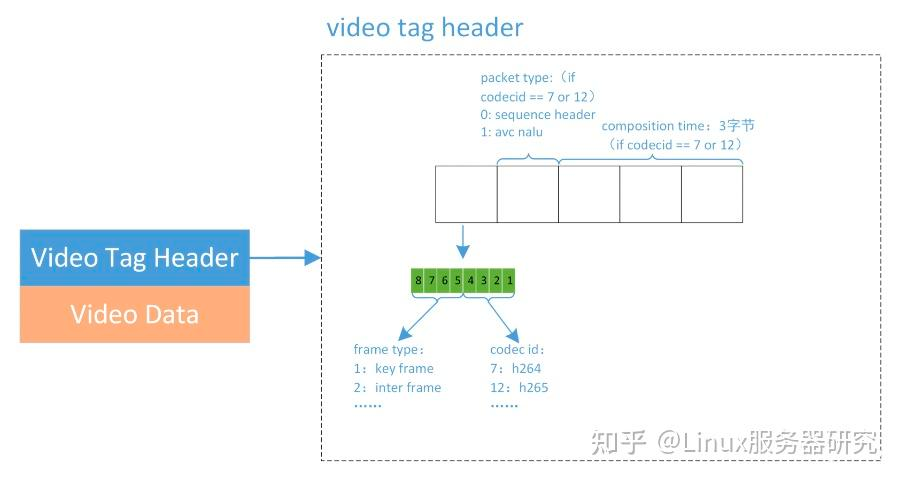 video tag header
packet type:（if
codecid == 7 or 12）
0: sequence header
1: avc nalu
composition time：3字节
（if codecid == 7 or 12）
Video Tag Header
Video Data
8 7 6 5 4 3 2 1
frame type：
1：key frame
2：inter frame
……
codec id：
7：h264
12：h265
……
知乎 @Linux服务器研究